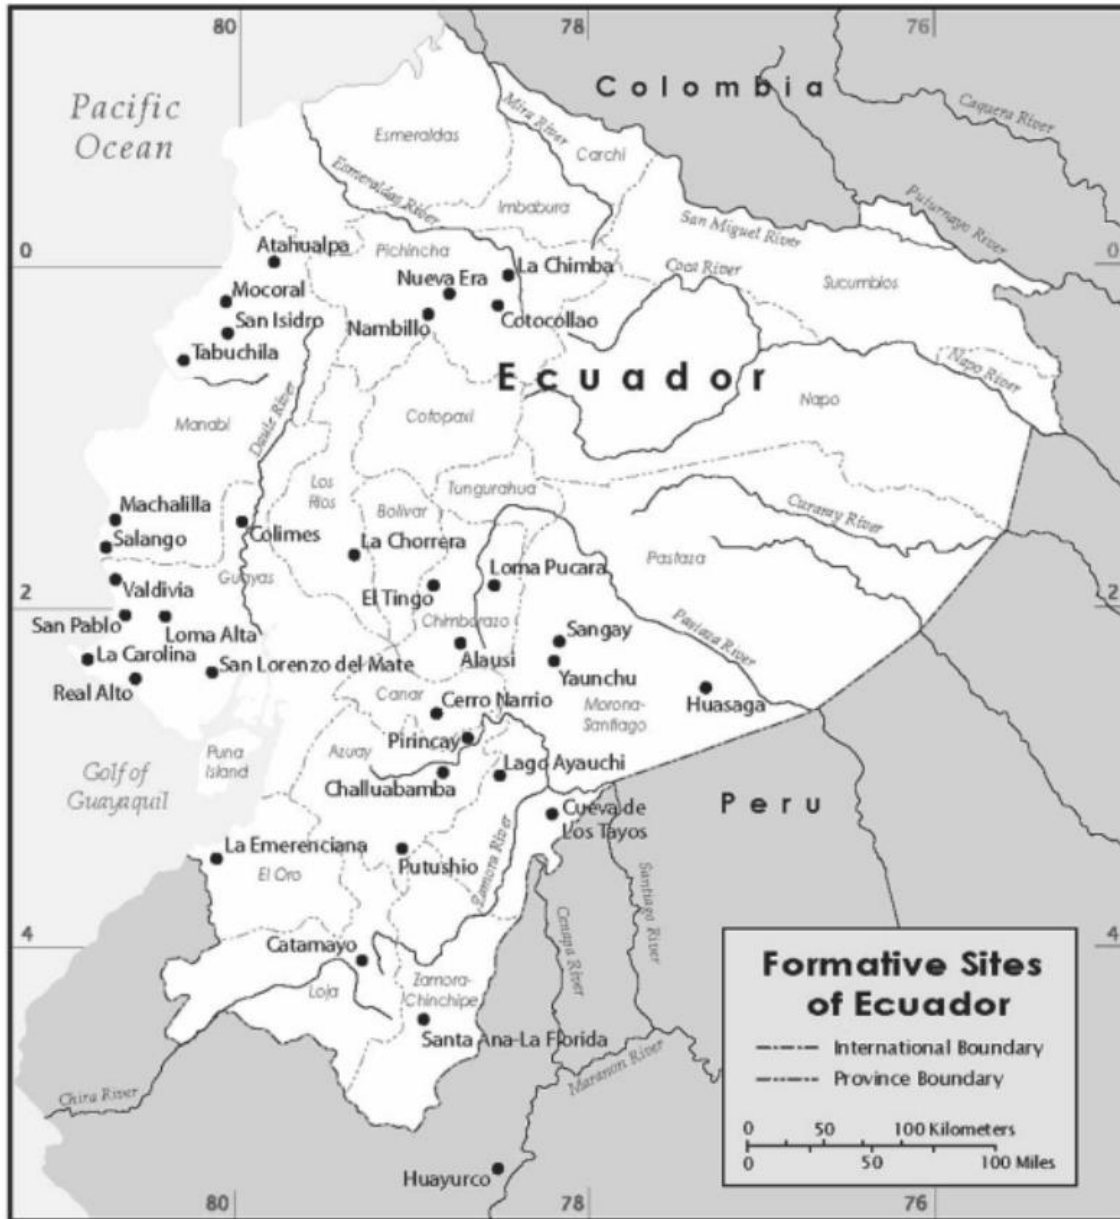 80
78
76
Pacific
Ocean
Colombia
Caquera River
Mira River
Esmeraldas
Carchi
Esmeraldas River
Imbabura
Putumayo River
San Miguel River
0
Atahualpa
Pichincha
La Chimba
Coca River
0
Nueva Era
Sucumbios
Mocoral
San Isidro
Nambillo
Cotocollao
Tabuchila
Ecuador
Napo River
Daule River
Napo
Manabi
Cotopaxi
Los
Rios
Tungurahua
Machalilla
Bolivar
Curaray River
Salango
Colimes
La Chorrera
Pastasa
Loma Pucara
Guayas
Valdivia
El Tingo
2
2
San Pablo
Loma Alta
Chimborazo
Sangay
Pastaza River
La Carolina
San Lorenzo del Mate
Alausi
Yaunchu
Real Alto
Canar
Cerro Narrio
Morona-
Santiago
Huasaga
Pirincay
Puna
Island
Azuay
Lago Ayauchi
Golf of
Guayaquil
Challuabamba
Peru
Cueva de
Los Tayos
La Emerenciana
Zamora River
Putushio
El Oro
Santiago River
Cenapa River
4
4
Catamayo
Loja
Zamora-
Chinchipe
Santa Ana-La Florida
Maranon River
Chira River
Huayurco
Formative Sites
of Ecuador
International Boundary
Province Boundary
0 50 100 Kilometers
0 50 100 Miles
80
78
76